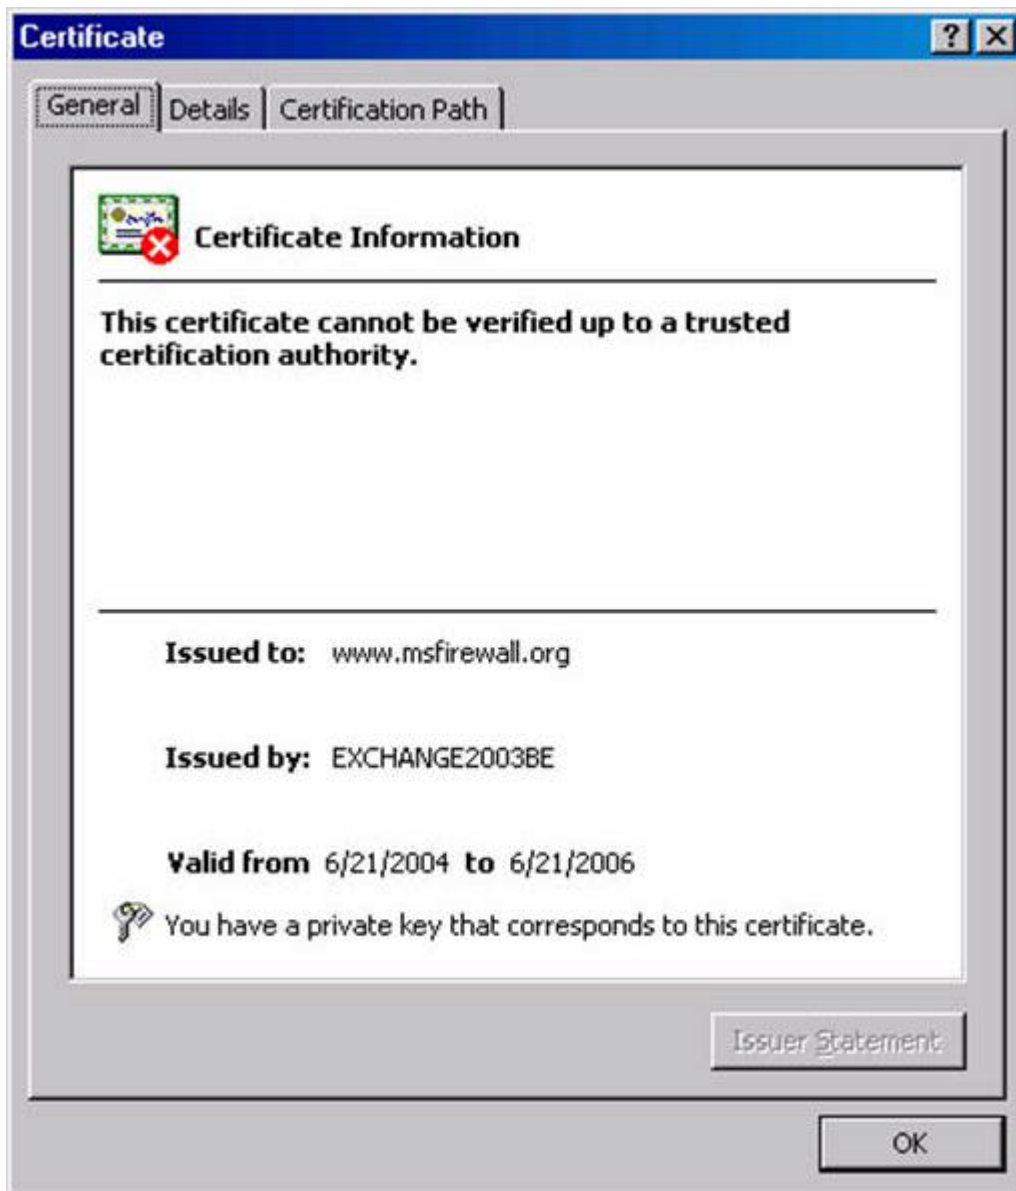 Certificate
General
Details
Certification Path
Certificate Information
This certificate cannot be verified up to a trusted
certification authority.
Issued to: www.msfirewall.org
Issued by: EXCHANGE2003BE
Valid from 6/21/2004 to 6/21/2006
You have a private key that corresponds to this certificate.
Issuer Statement
OK